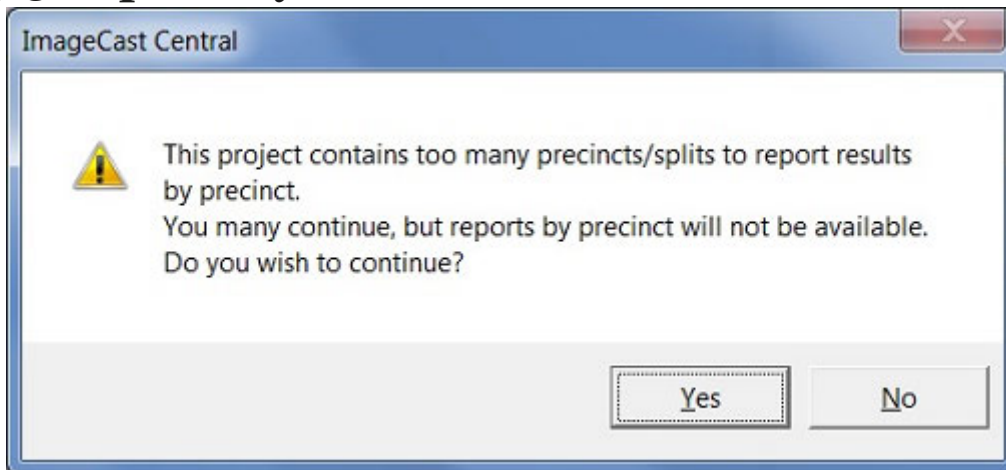 ImageCast Central
This project contains too many precincts/splits to report results
by precinct.
You many continue, but reports by precinct will not be available.
Do you wish to continue?
Yes
No